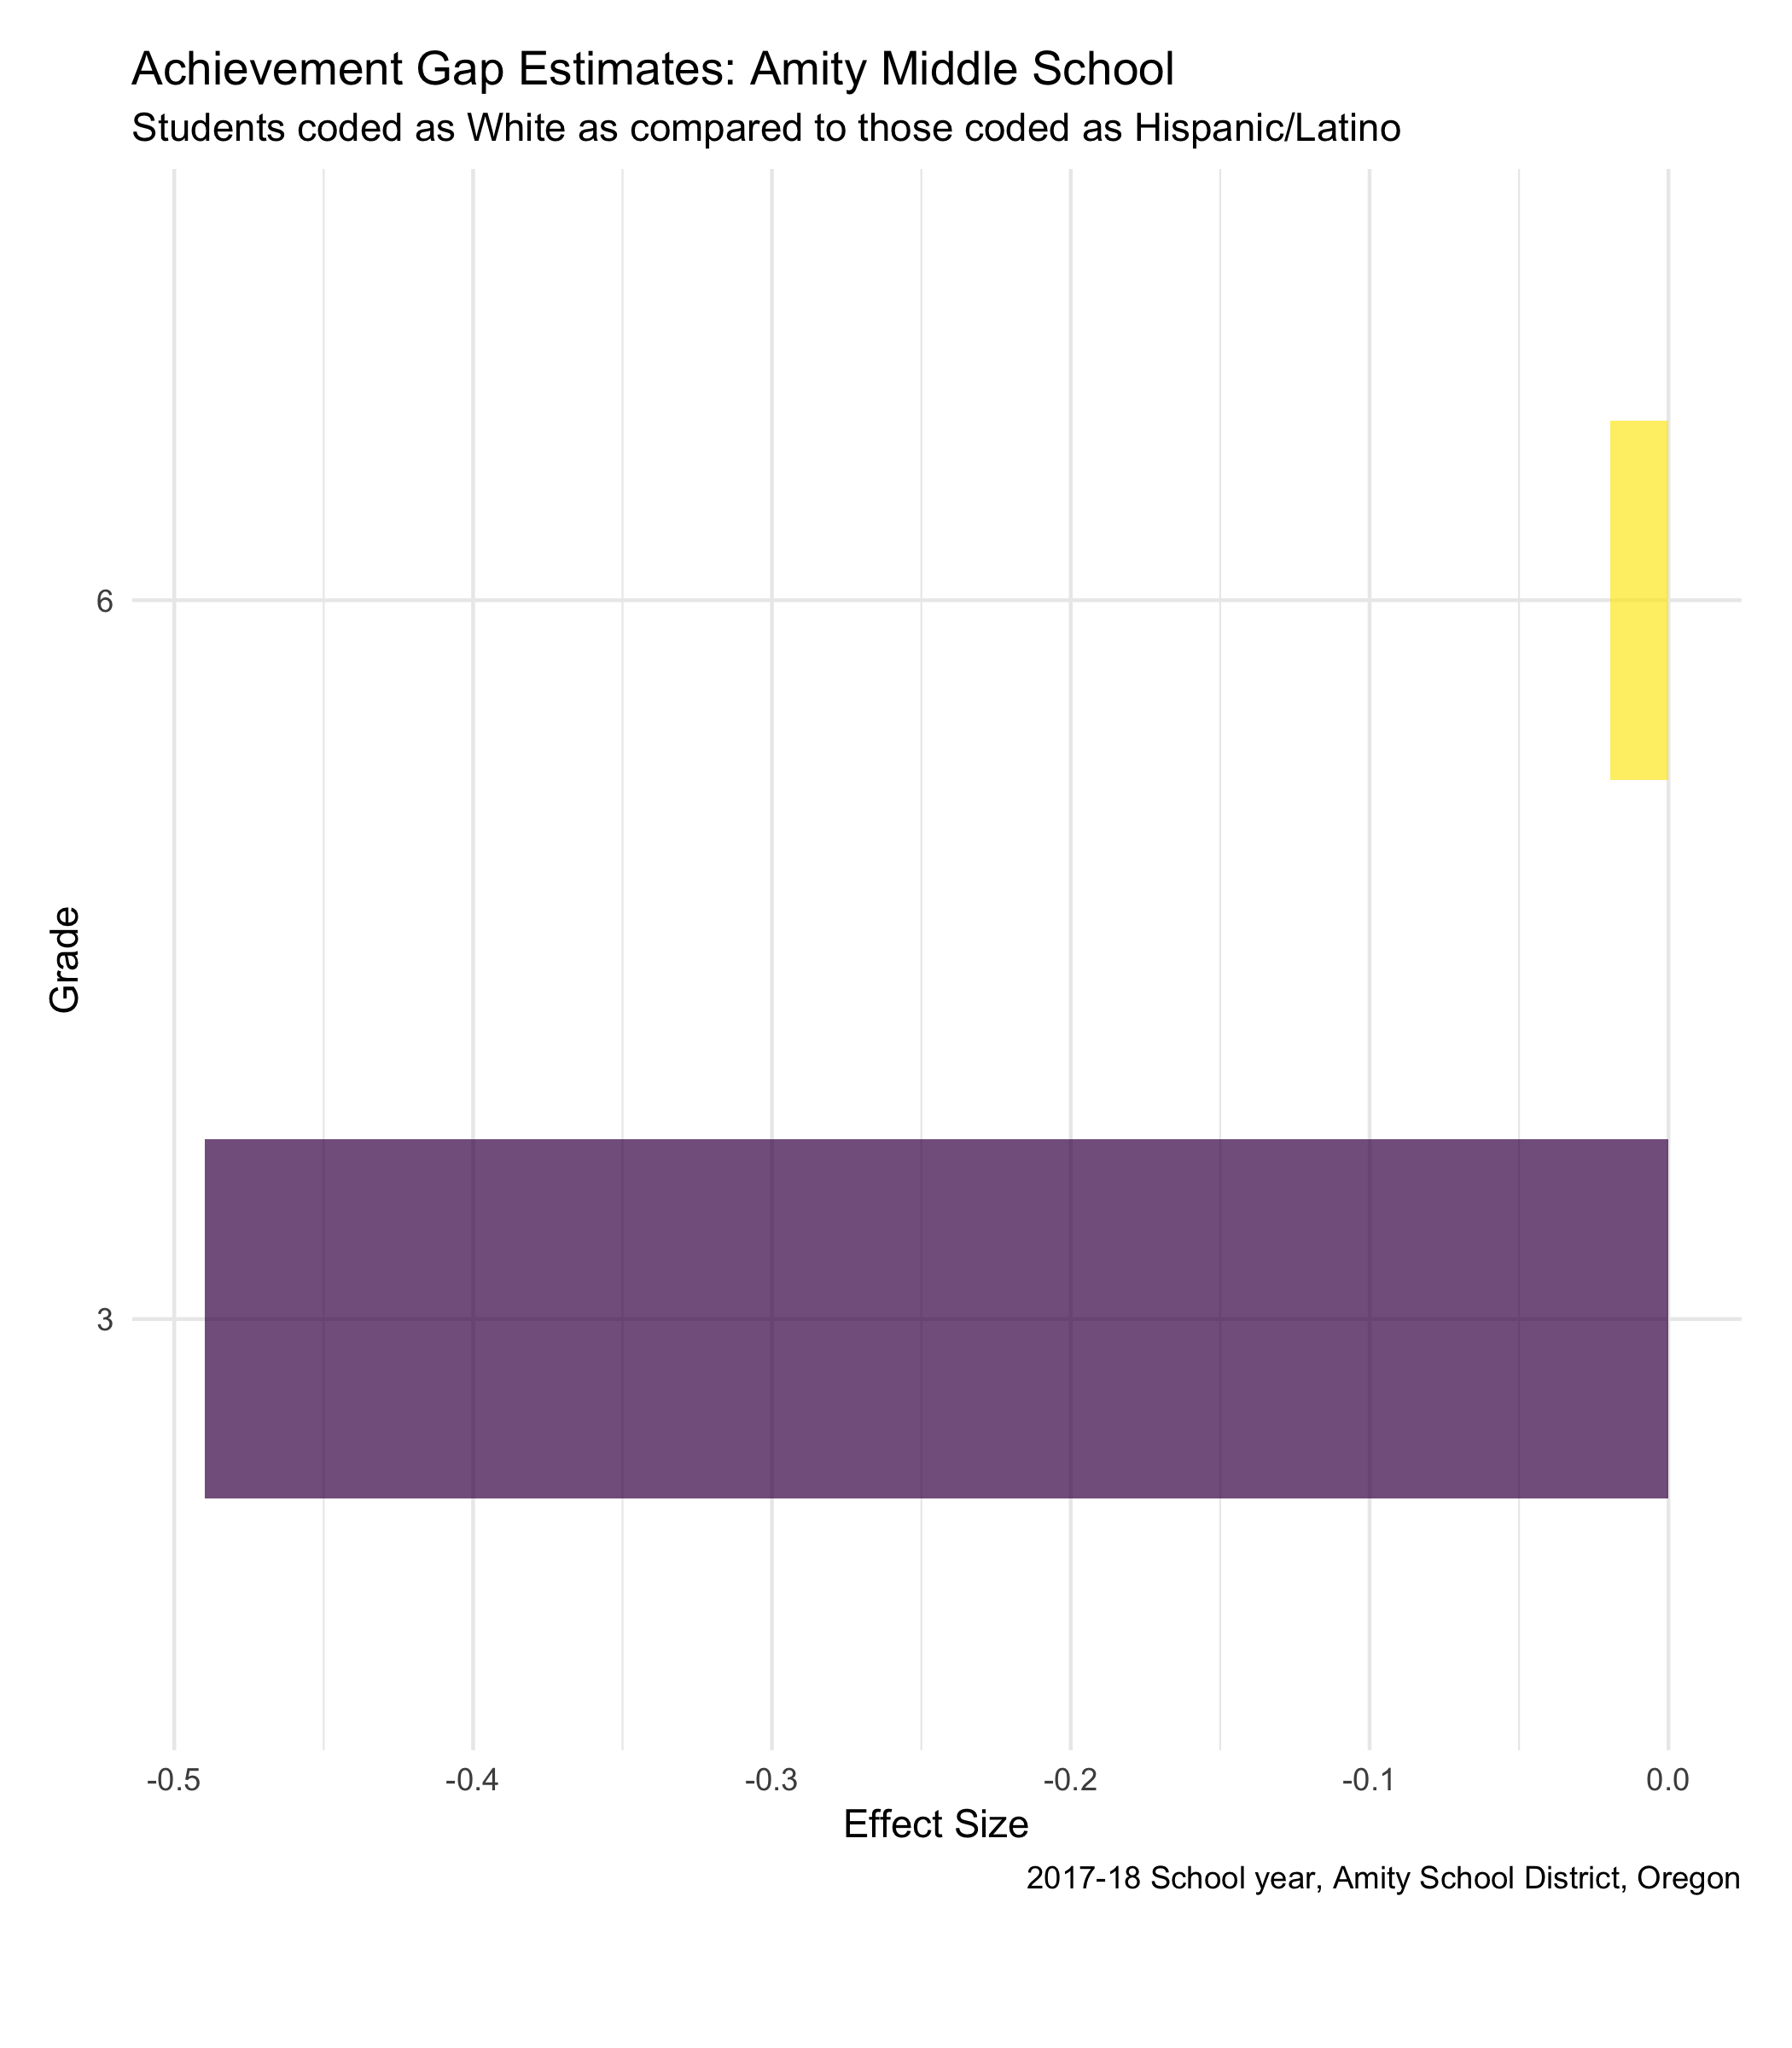 Achievement Gap Estimates: Amity Middle School
Students coded as White as compared to those coded as Hispanic/Latino
6
Grade
3
-0.5 -0.4 -0.3 -0.2 -0.1 0.0
Effect Size
2017-18 School year, Amity School District, Oregon